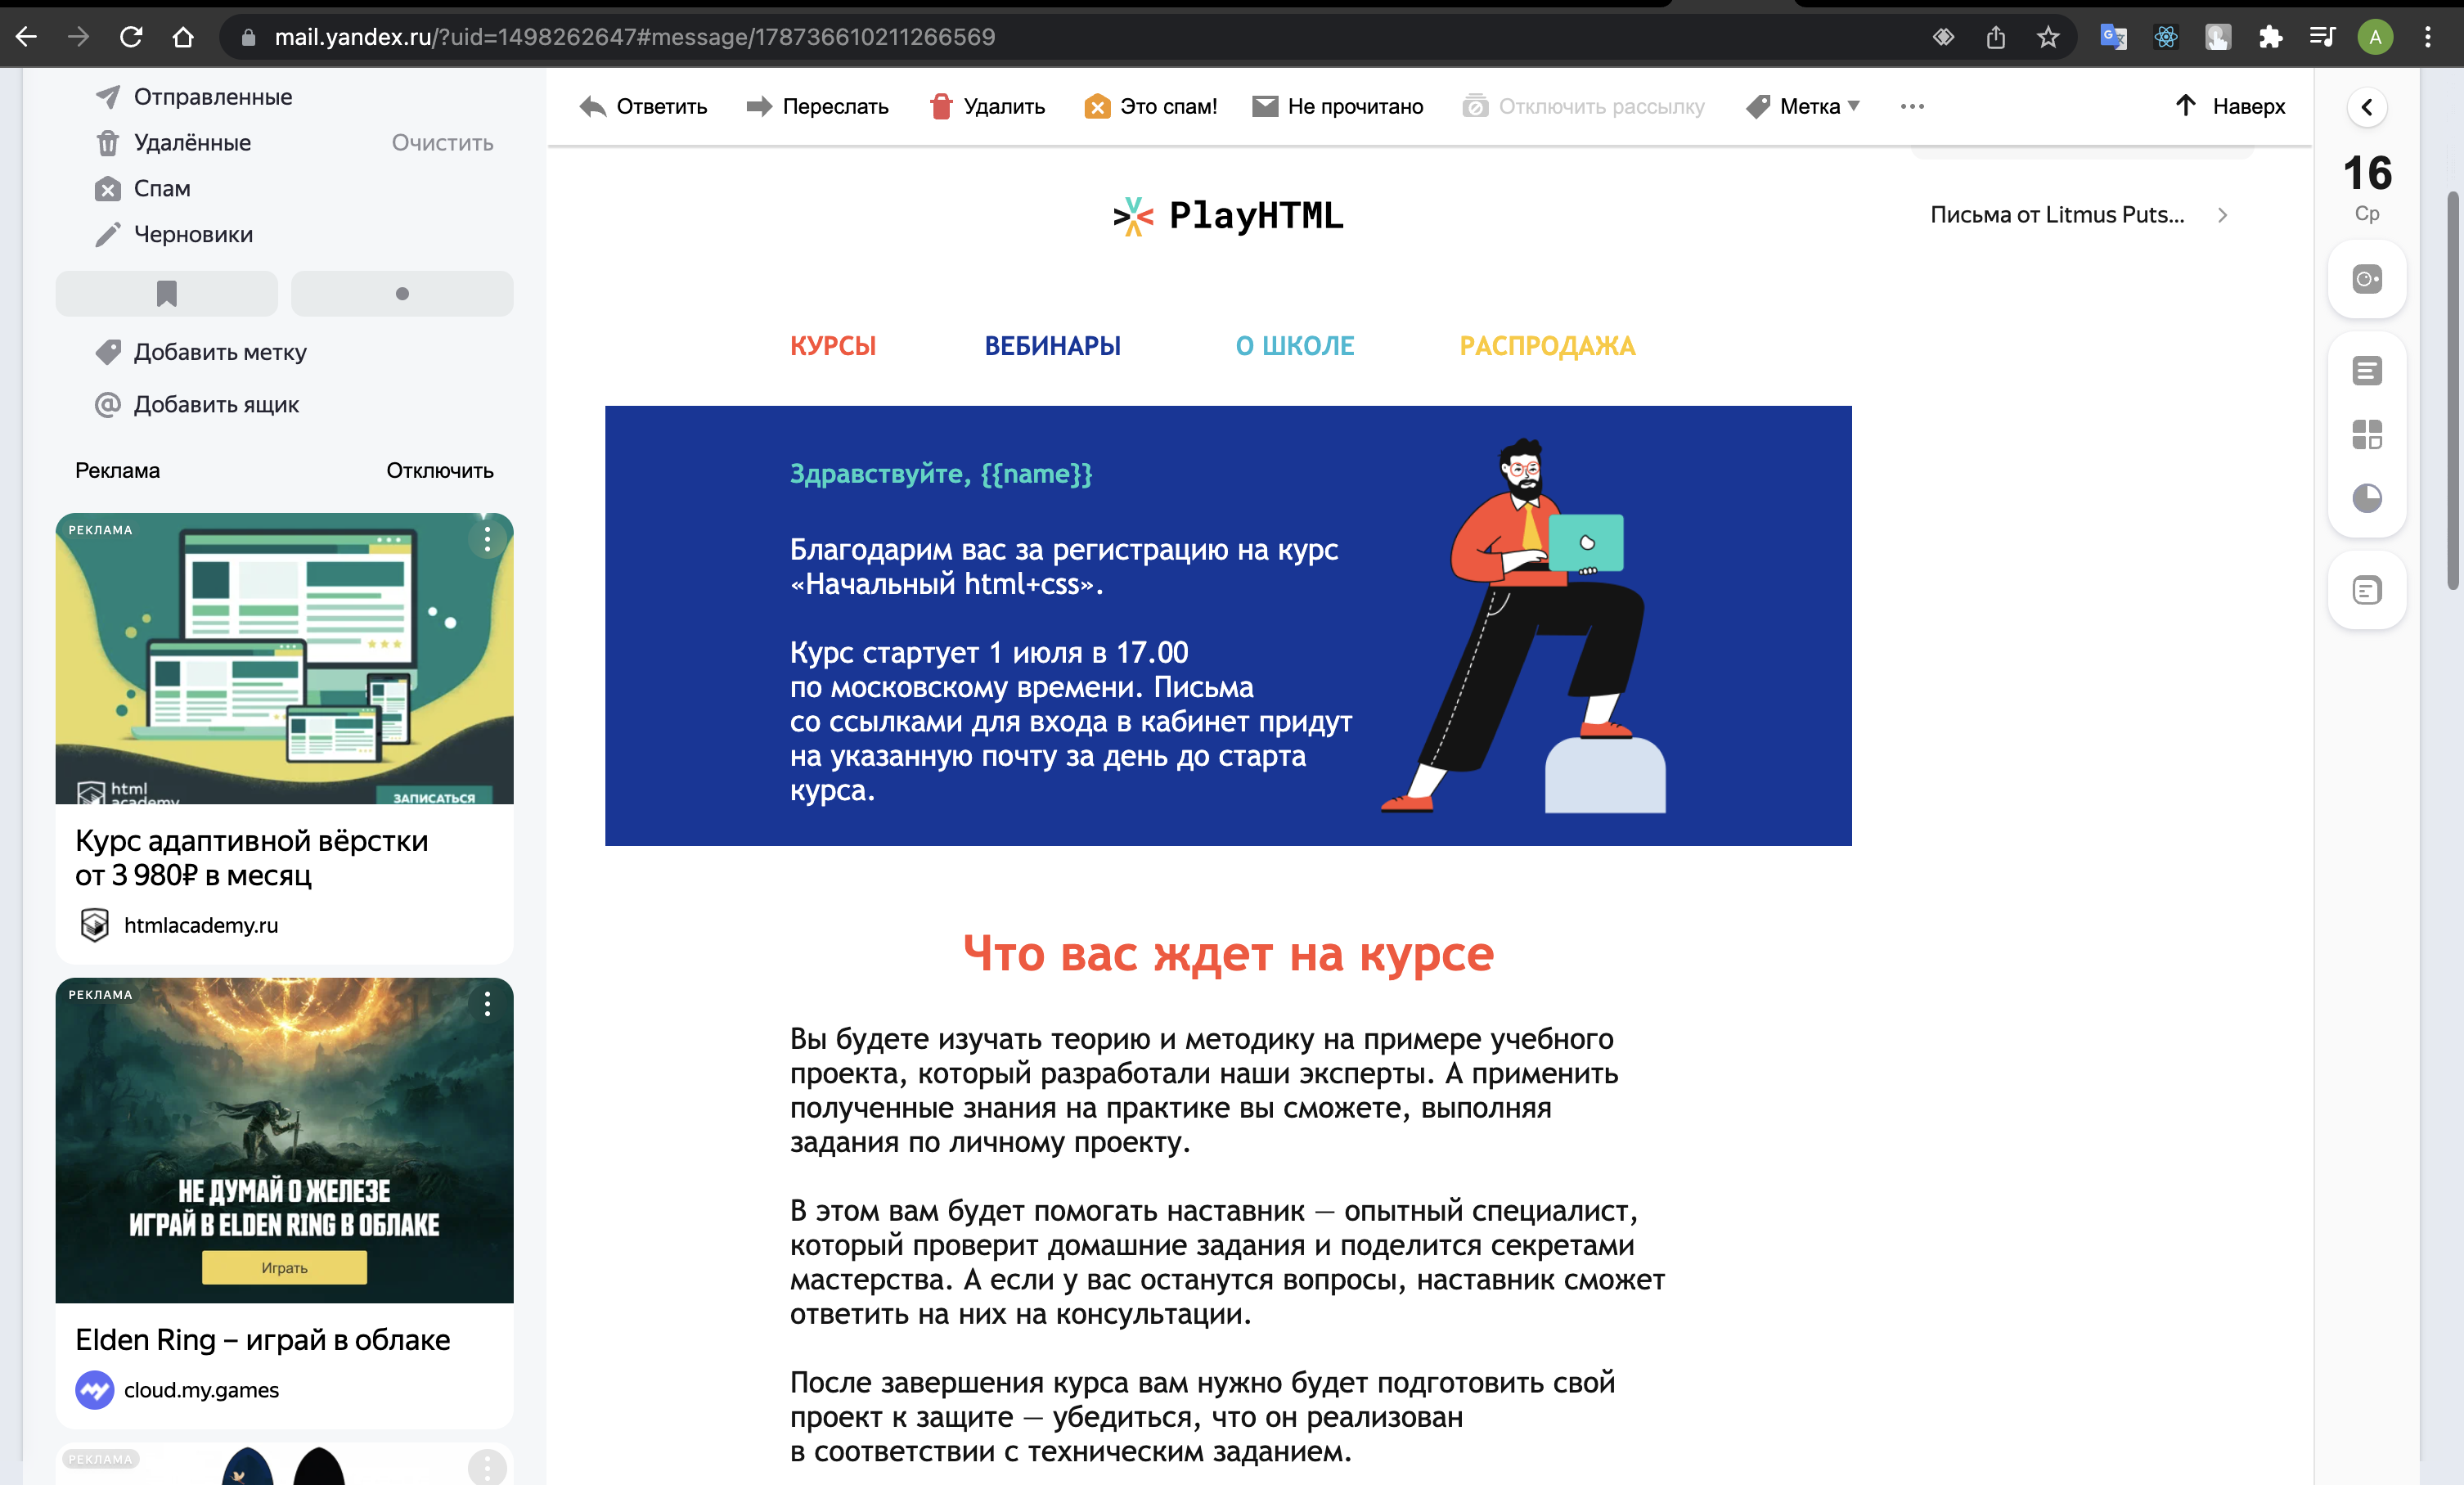 mail.yandex.ru/?uid=1498262647#message/178736610211266569
A
Отправленные
Удалённые Очистить
Спам
Черновики
Добавить метку
Добавить ящик
Реклама Отключить
РЕКЛАМА
html
academy
ЗАПИСАТЬСЯ
Курс адаптивной вёрстки
от 3 980₽ в месяц
htmlacademy.ru
РЕКЛАМА
НЕ ДУМАЙ О ЖЕЛЕЗЕ
ИГРАЙ В ELDEN RING В ОБЛАКЕ
Играть
Elden Ring – играй в облаке
cloud.my.games
РЕКЛАМА
Ответить Переслать Удалить Это спам! Не прочитано Отключить рассылку Метка Наверх
PlayHTML
Письма от Litmus Puts...
КУРСЫ ВЕБИНАРЫ О ШКОЛЕ РАСПРОДАЖА
Здравствуйте, {{name}}
Благодарим вас за регистрацию на курс
«Начальный html+css».
Курс стартует 1 июля в 17.00
по московскому времени. Письма
со ссылками для входа в кабинет придут
на указанную почту за день до старта
курса.
Что вас ждет на курсе
Вы будете изучать теорию и методику на примере учебного
проекта, который разработали наши эксперты. А применить
полученные знания на практике вы сможете, выполняя
задания по личному проекту.
В этом вам будет помогать наставник — опытный специалист,
который проверит домашние задания и поделится секретами
мастерства. А если у вас останутся вопросы, наставник сможет
ответить на них на консультации.
После завершения курса вам нужно будет подготовить свой
проект к защите — убедиться, что он реализован
в соответствии с техническим заданием.
16
Ср